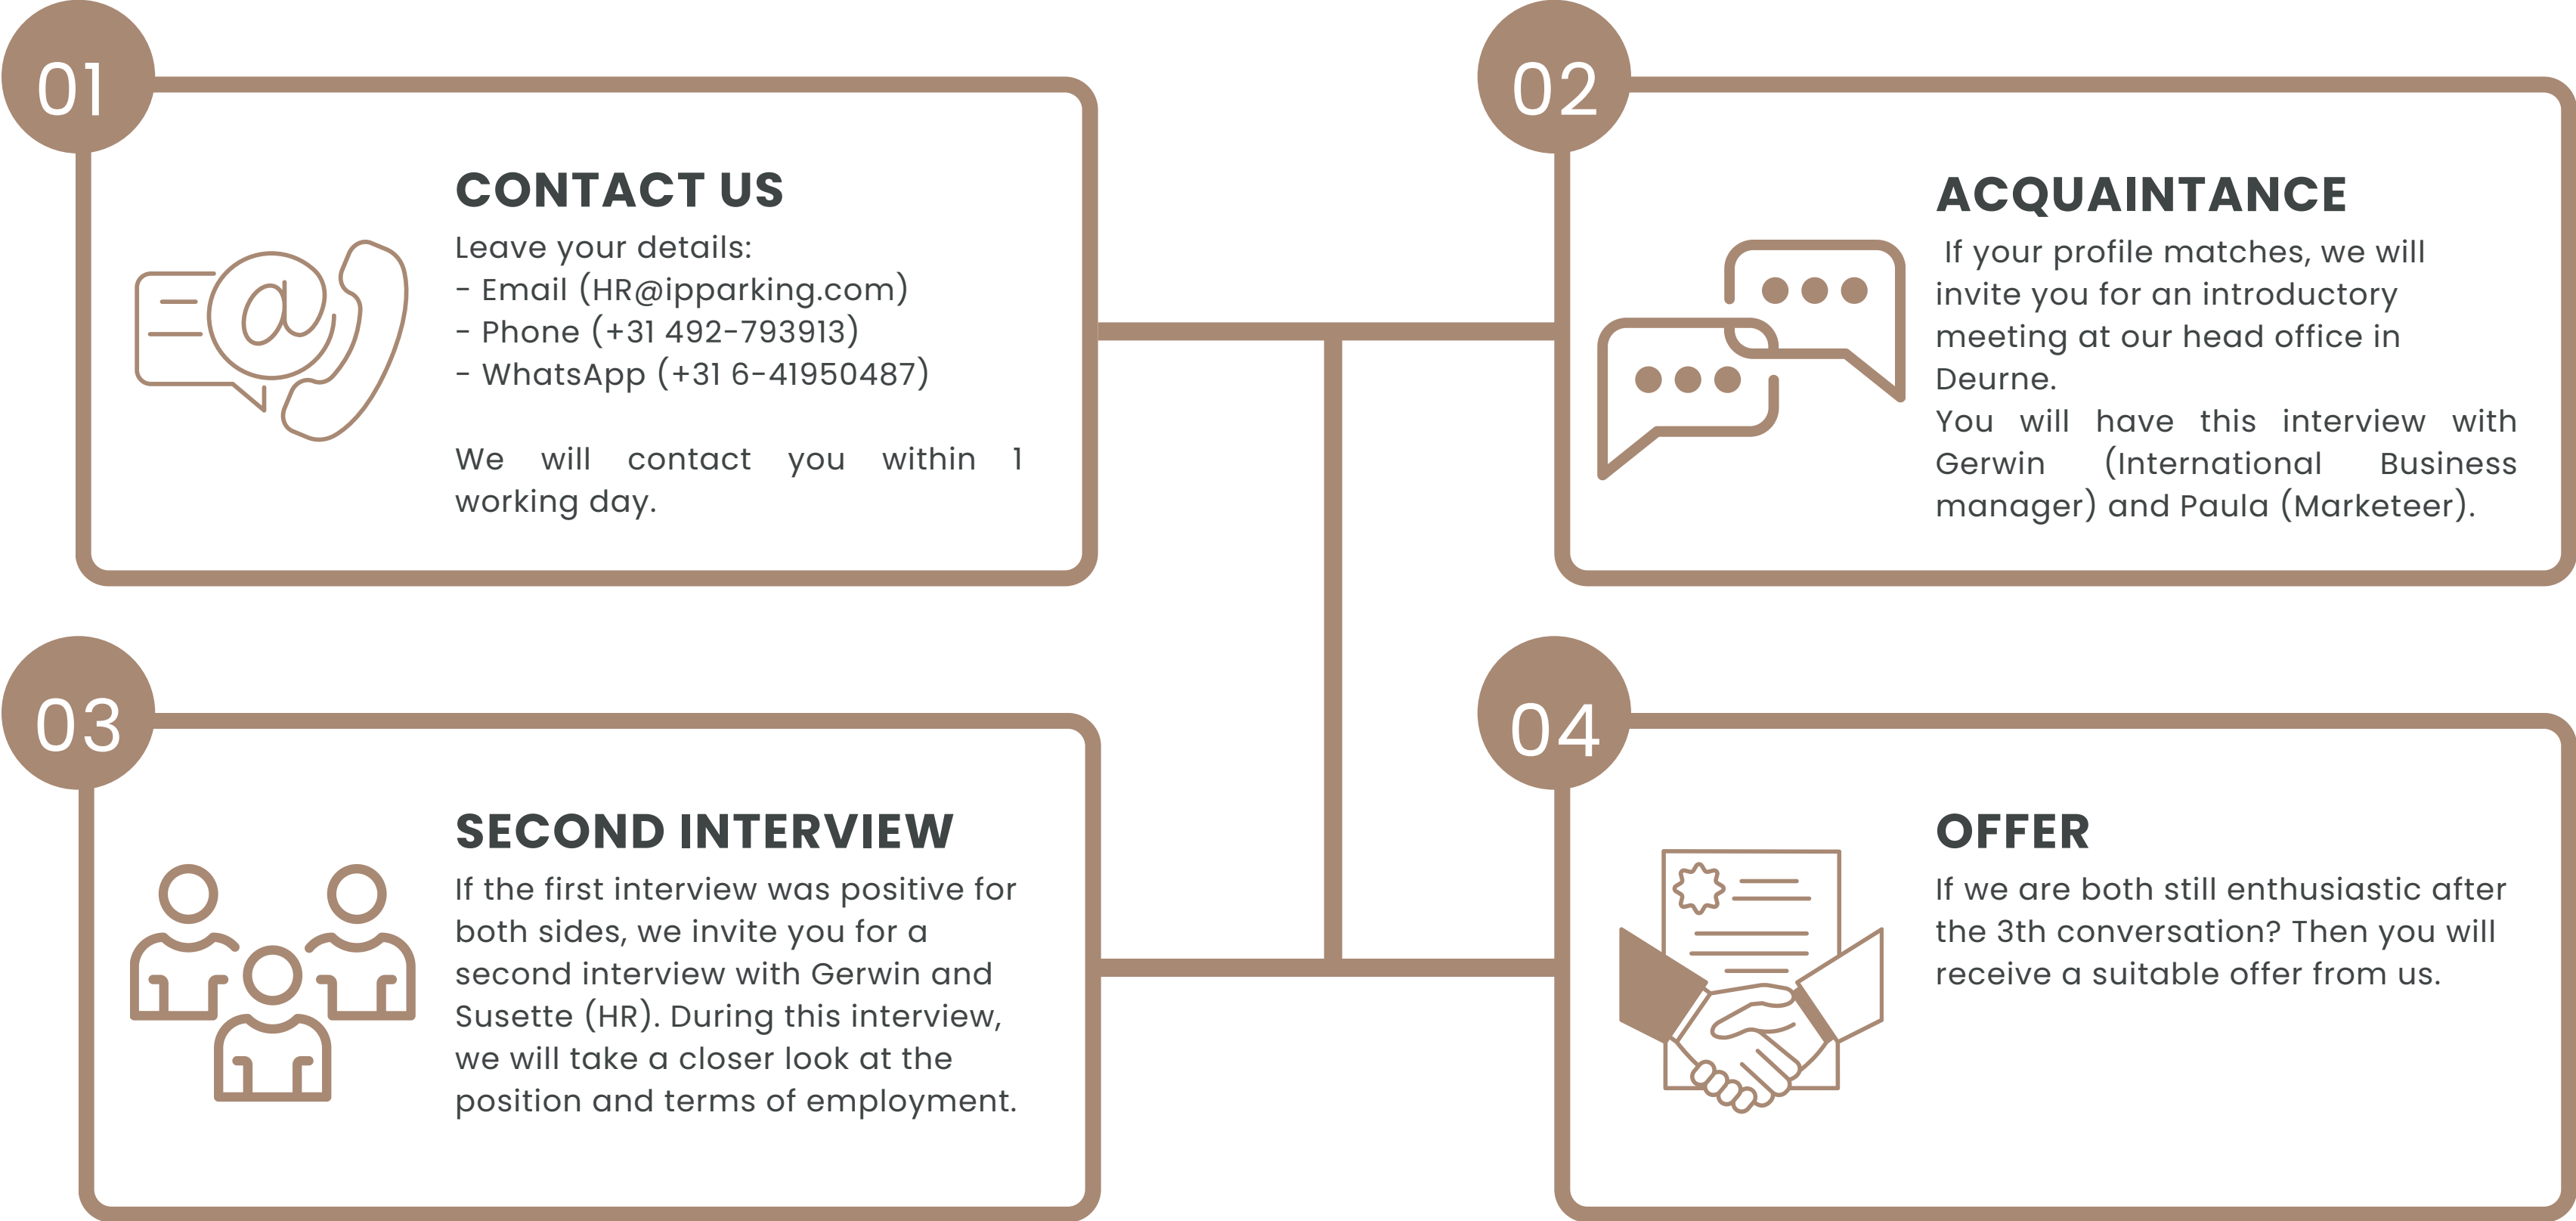 01
CONTACT US
Leave your details:
- Email (HR@ipparking.com)
- Phone (+31 492-793913)
- WhatsApp (+31 6-41950487)
We will contact you within 1
working day.
02
ACQUAINTANCE
If your profile matches, we will
invite you for an introductory
meeting at our head office in
Deurne.
You will have this interview with
Gerwin (International Business
manager) and Paula (Marketeer).
03
SECOND INTERVIEW
If the first interview was positive for
both sides, we invite you for a
second interview with Gerwin and
Susette (HR). During this interview,
we will take a closer look at the
position and terms of employment.
04
OFFER
If we are both still enthusiastic after
the 3th conversation? Then you will
receive a suitable offer from us.